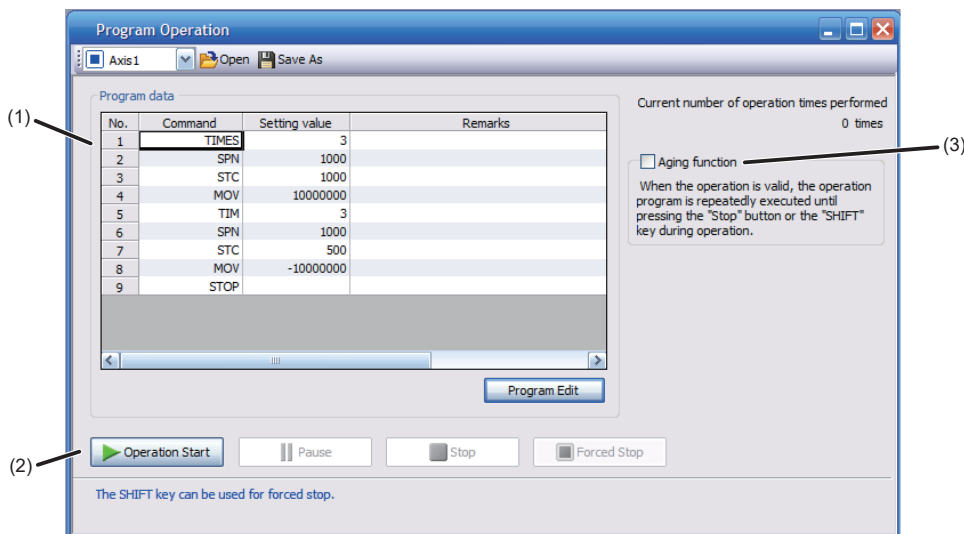 Program Operation
Axis1 Open Save As
Program data
(1)
No. Command Setting value Remarks
1 TIMES 3
2 SPN 1000
3 STC 1000
4 MOV 10000000
5 TIM 3
6 SPN 1000
7 STC 500
8 MOV -10000000
9 STOP
Program Edit
Current number of operation times performed
0 times
(3)
Aging function
When the operation is valid, the operation
program is repeatedly executed until
pressing the "Stop" button or the "SHIFT"
key during operation.
(2)
Operation Start Pause Stop Forced Stop
The SHIFT key can be used for forced stop.